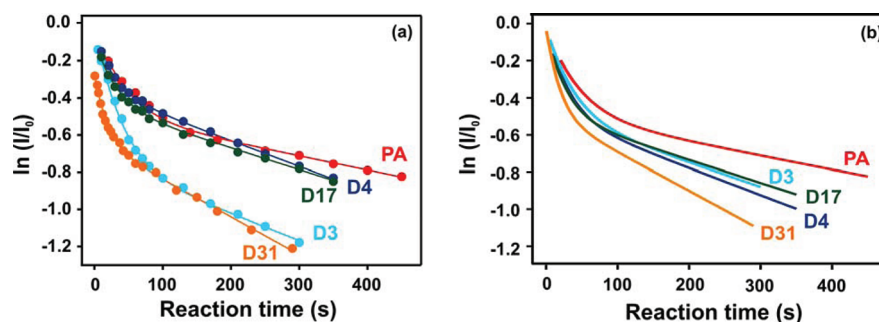 (a)
ln (I/I0)
0.0
-0.2
-0.4
-0.6
-0.8
-1.0
-1.2
PA
D17
D4
D3
D31
0 100 200 300 400
Reaction time (s)
(b)
ln (I/I0)
0.0
-0.2
-0.4
-0.6
-0.8
-1.0
-1.2
PA
D3
D17
D4
D31
0 100 200 300 400
Reaction time (s)